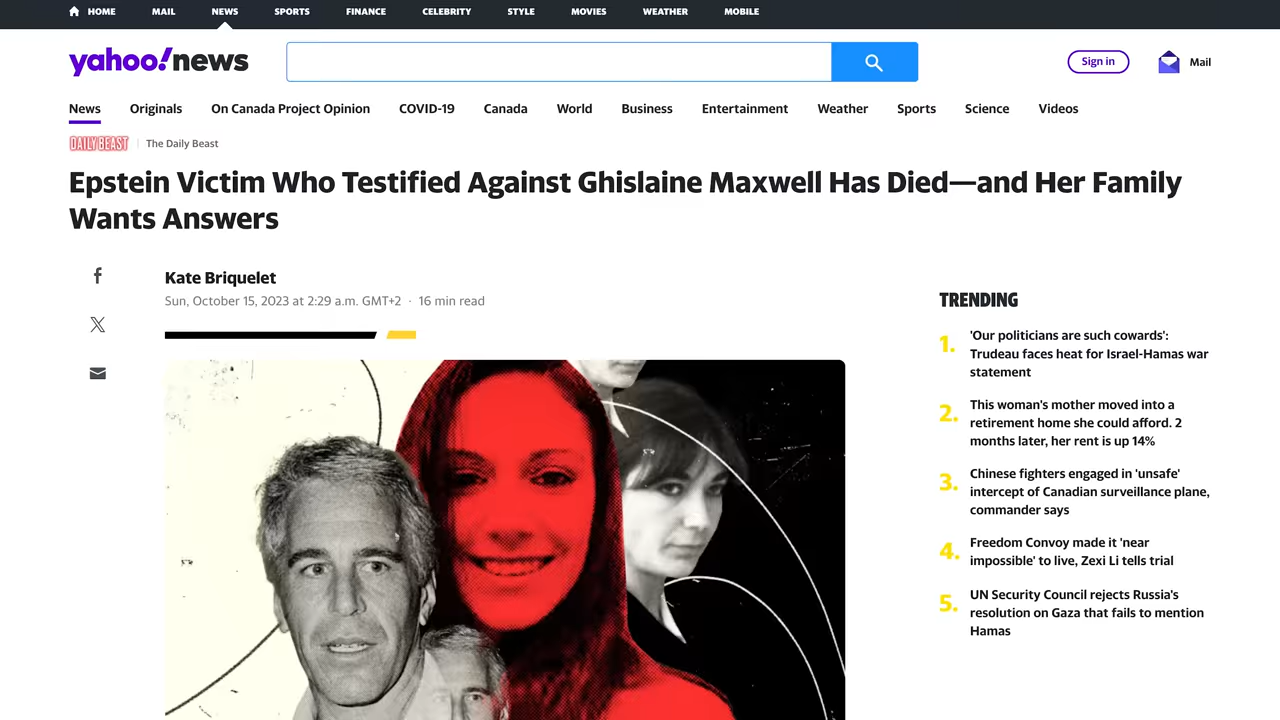 HOME MAIL NEWS SPORTS FINANCE CELEBRITY STYLE MOVIES WEATHER MOBILE
yahoo!news
Sign in
Mail
News Originals On Canada Project Opinion COVID-19 Canada World Business Entertainment Weather Sports Science Videos
DAILY BEAST The Daily Beast
Epstein Victim Who Testified Against Ghislaine Maxwell Has Died—and Her Family
Wants Answers
Kate Briquelet
Sun, October 15, 2023 at 2:29 a.m. GMT+2 · 16 min read
TRENDING
1. 'Our politicians are such cowards':
Trudeau faces heat for Israel-Hamas war
statement
2. This woman's mother moved into a
retirement home she could afford. 2
months later, her rent is up 14%
3. Chinese fighters engaged in 'unsafe'
intercept of Canadian surveillance plane,
commander says
4. Freedom Convoy made it 'near
impossible' to live, Zexi Li tells trial
5. UN Security Council rejects Russia's
resolution on Gaza that fails to mention
Hamas